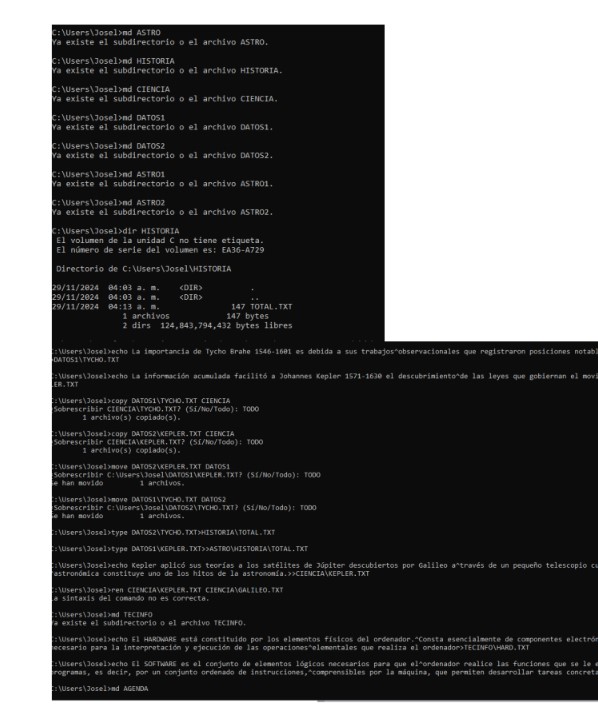 C:\Users\Josel>md ASTRO
Ya existe el subdirectorio o el archivo ASTRO.
C:\Users\Josel>md HISTORIA
Ya existe el subdirectorio o el archivo HISTORIA.
C:\Users\Josel>md CIENCIA
Ya existe el subdirectorio o el archivo CIENCIA.
C:\Users\Josel>md DATOS1
Ya existe el subdirectorio o el archivo DATOS1.
C:\Users\Josel>md DATOS2
Ya existe el subdirectorio o el archivo DATOS2.
C:\Users\Josel>md ASTRO1
Ya existe el subdirectorio o el archivo ASTRO1.
C:\Users\Josel>md ASTRO2
Ya existe el subdirectorio o el archivo ASTRO2.
C:\Users\Josel>dir HISTORIA
El volumen de la unidad C no tiene etiqueta.
El número de serie del volumen es: EA36-A729
Directorio de C:\Users\Josel\HISTORIA
29/11/2024 04:03 a. m. <DIR> .
29/11/2024 04:03 a. m. <DIR> ..
29/11/2024 04:13 a. m. 147 TOTAL.TXT
1 archivos 147 bytes
2 dirs 124,843,794,432 bytes libres
C:\Users\Josel>echo La importancia de Tycho Brahe 1546-1601 es debida a sus trabajos^observacionales que registraron posiciones notabl
>DATOS1\TYCHO.TXT
C:\Users\Josel>echo La información acumulada facilitó a Johannes Kepler 1571-1630 el descubrimiento^de las leyes que gobiernan el movi
LER.TXT
C:\Users\Josel>copy DATOS1\TYCHO.TXT CIENCIA
¿Sobrescribir CIENCIA\TYCHO.TXT? (Sí/No/Todo): TODO
1 archivo(s) copiado(s).
C:\Users\Josel>copy DATOS2\KEPLER.TXT CIENCIA
¿Sobrescribir CIENCIA\KEPLER.TXT? (Sí/No/Todo): TODO
1 archivo(s) copiado(s).
C:\Users\Josel>move DATOS2\KEPLER.TXT DATOS1
¿Sobrescribir C:\Users\Josel\DATOS1\KEPLER.TXT? (Sí/No/Todo): TODO
Se han movido 1 archivos.
C:\Users\Josel>move DATOS1\TYCHO.TXT DATOS2
¿Sobrescribir C:\Users\Josel\DATOS2\TYCHO.TXT? (Sí/No/Todo): TODO
Se han movido 1 archivos.
C:\Users\Josel>type DATOS2\TYCHO.TXT>HISTORIA\TOTAL.TXT
C:\Users\Josel>type DATOS1\KEPLER.TXT>>ASTRO\HISTORIA\TOTAL.TXT
C:\Users\Josel>echo Kepler aplicó sus teorías a los satélites de Júpiter descubiertos por Galileo a^través de un pequeño telescopio cu
^astronómica constituye uno de los hitos de la astronomía.>>CIENCIA\KEPLER.TXT
C:\Users\Josel>ren CIENCIA\KEPLER.TXT CIENCIA\GALILEO.TXT
La sintaxis del comando no es correcta.
C:\Users\Josel>md TECINFO
Ya existe el subdirectorio o el archivo TECINFO.
C:\Users\Josel>echo El HARDWARE está constituido por los elementos físicos del ordenador.^Consta esencialmente de componentes electrón
necesario para la interpretación y ejecución de las operaciones^elementales que realiza el ordenador>TECINFO\HARD.TXT
C:\Users\Josel>echo El SOFTWARE es el conjunto de elementos lógicos necesarios para que el^ordenador realice las funciones que se le e
programas, es decir, por un conjunto ordenado de instrucciones,^comprensibles por la máquina, que permiten desarrollar tareas concreta
C:\Users\Josel>md AGENDA